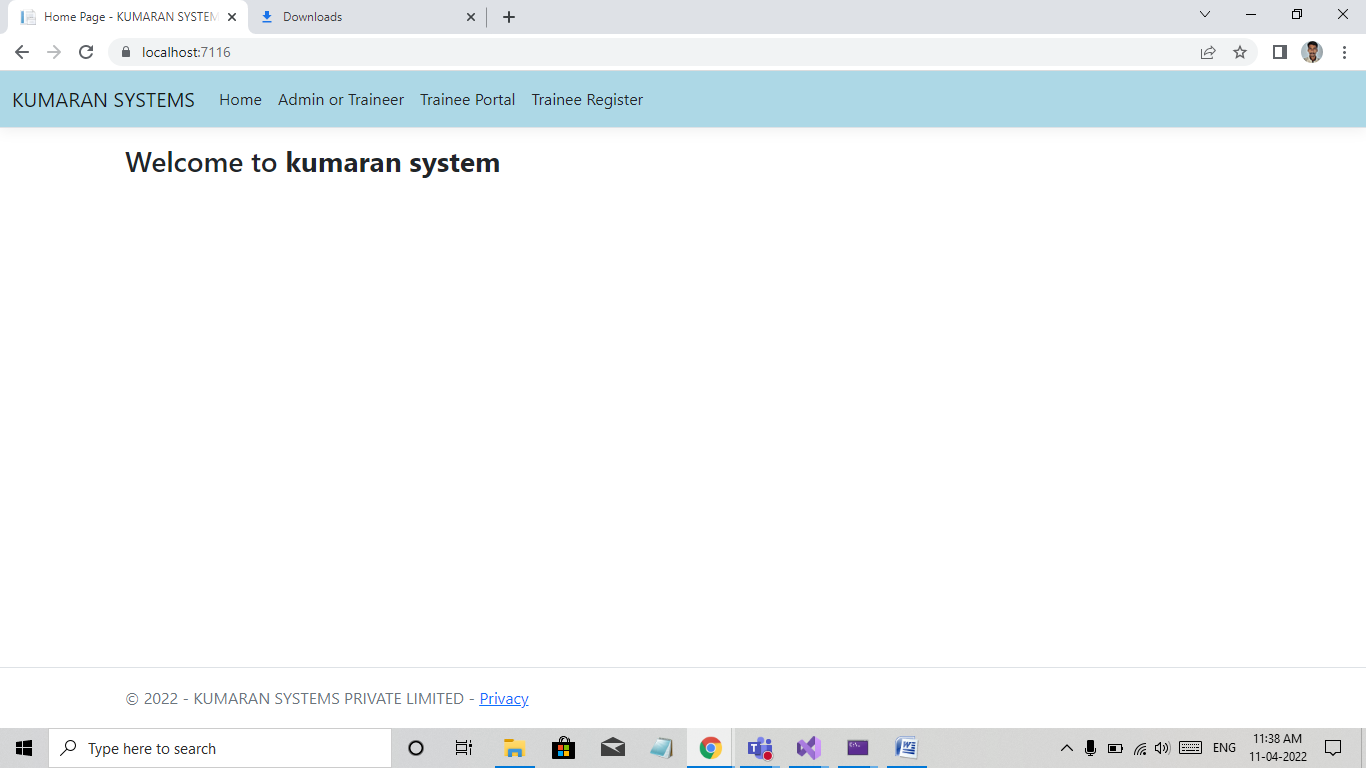 Home Page - KUMARAN SYSTEM
Downloads
localhost:7116
KUMARAN SYSTEMS Home Admin or Traineer Trainee Portal Trainee Register
Welcome to kumaran system
© 2022 - KUMARAN SYSTEMS PRIVATE LIMITED - Privacy
Type here to search
ENG
11:38 AM
11-04-2022